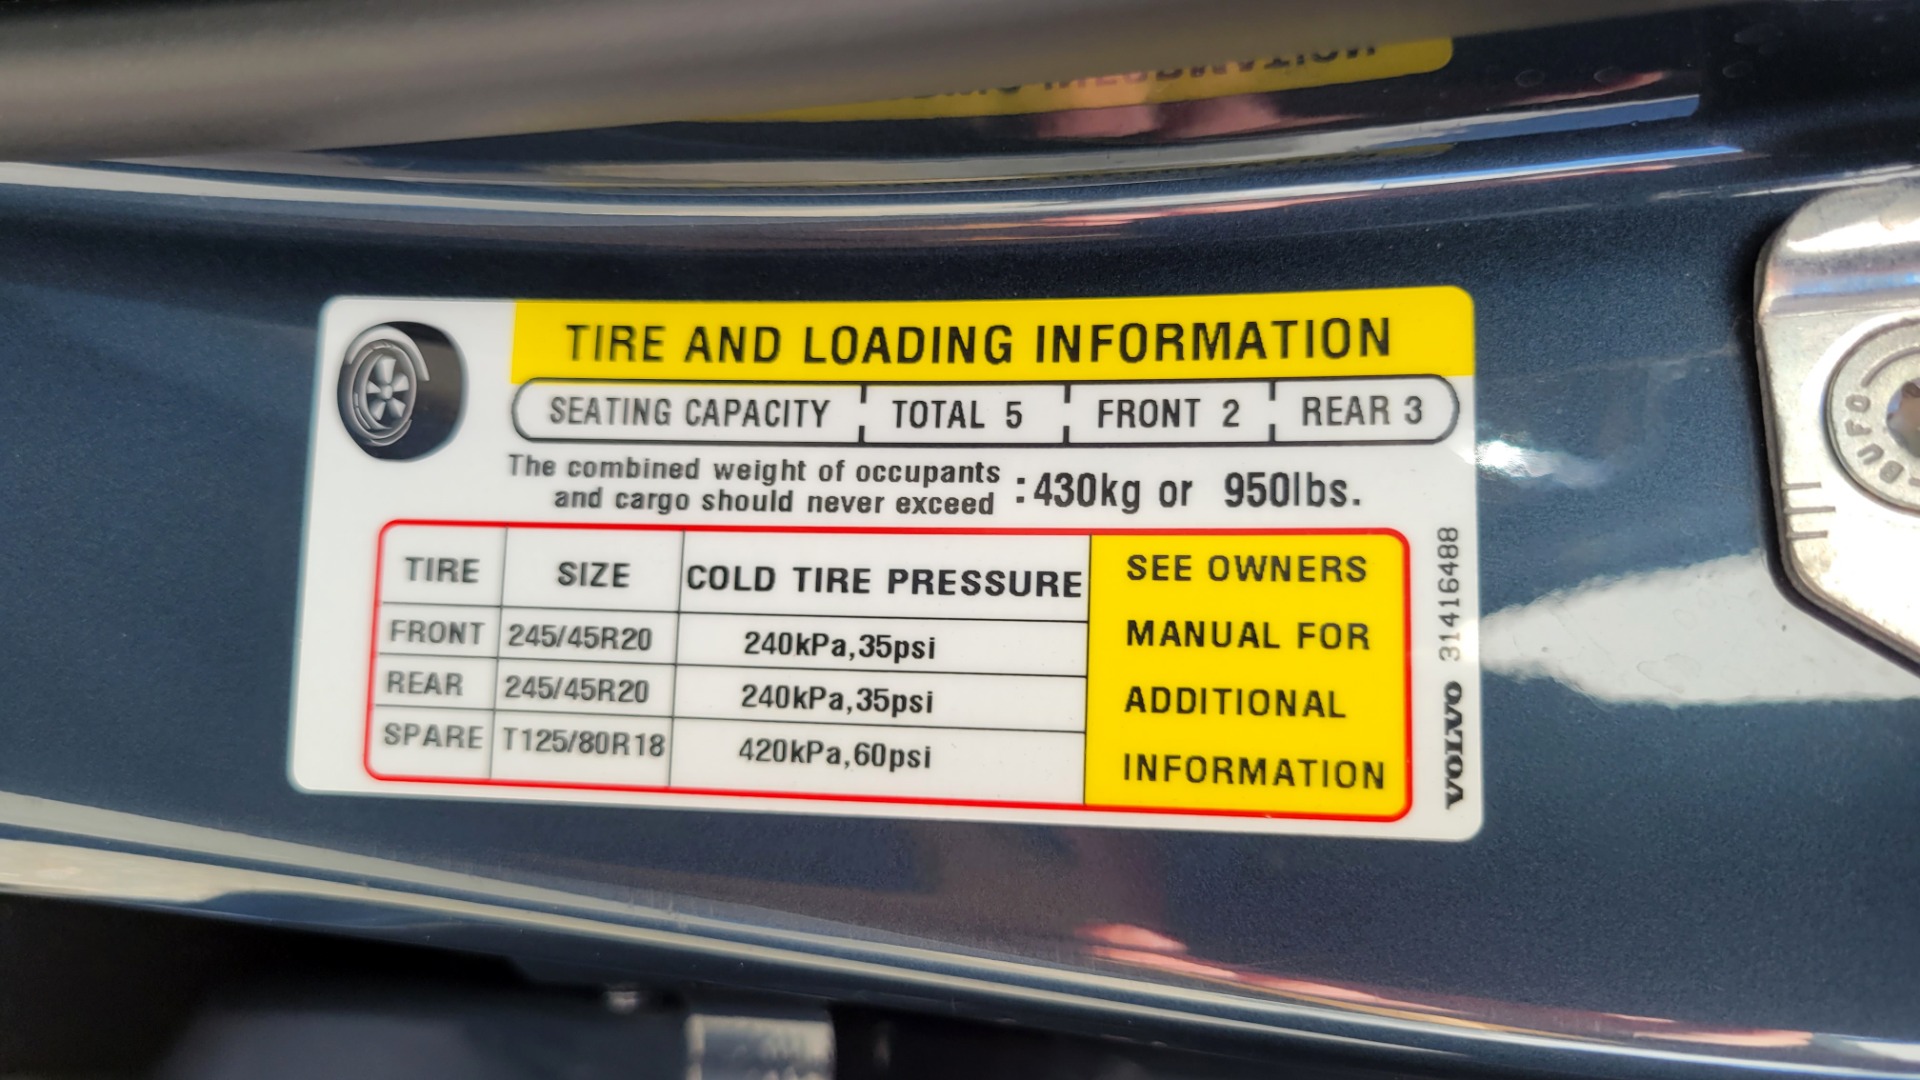 TIRE AND LOADING INFORMATION
SEATING CAPACITY TOTAL 5 FRONT 2 REAR 3
The combined weight of occupants
and cargo should never exceed :430kg or 950lbs.
TIRE SIZE COLD TIRE PRESSURE
FRONT 245/45R20 240kPa,35psi
REAR 245/45R20 240kPa,35psi
SPARE T125/80R18 420kPa,60psi
SEE OWNERS
MANUAL FOR
ADDITIONAL
INFORMATION
VOLVO 31416488